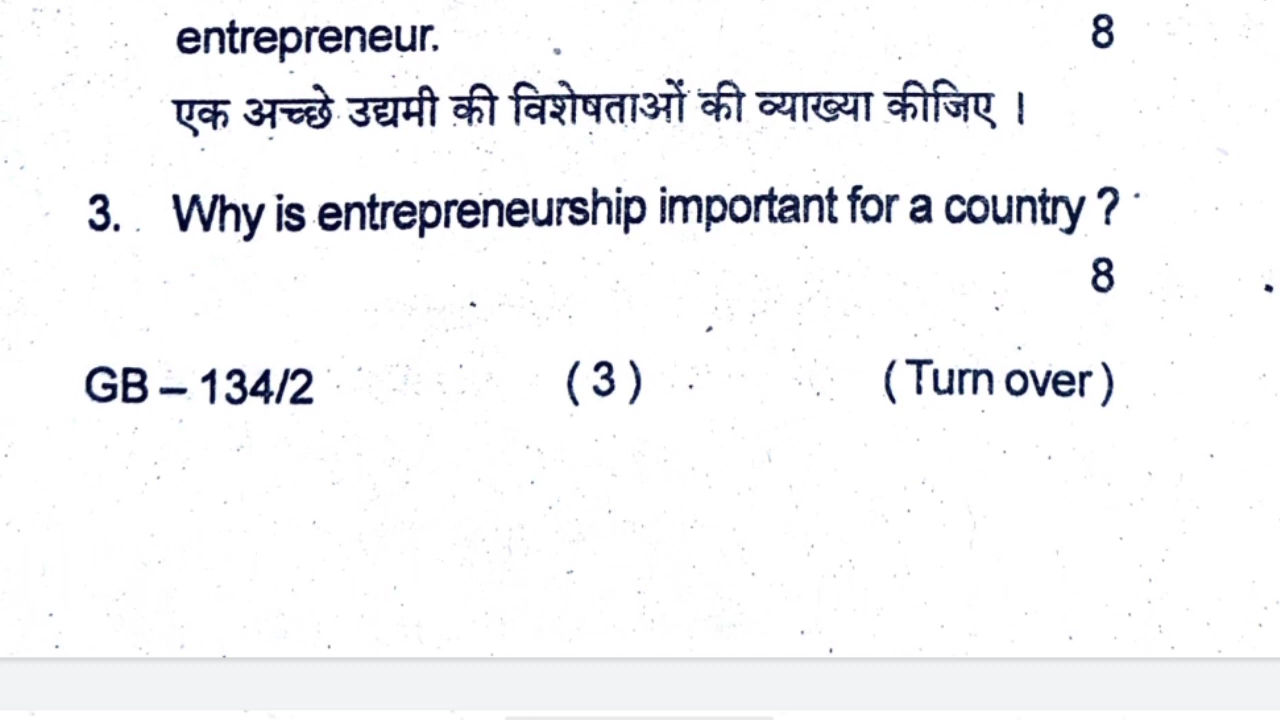 entrepreneur. 8
एक अच्छे उद्यमी की विशेषताओं की व्याख्या कीजिए ।
3. Why is entrepreneurship important for a country ?
8
GB – 134/2 ( 3 ) ( Turn over )